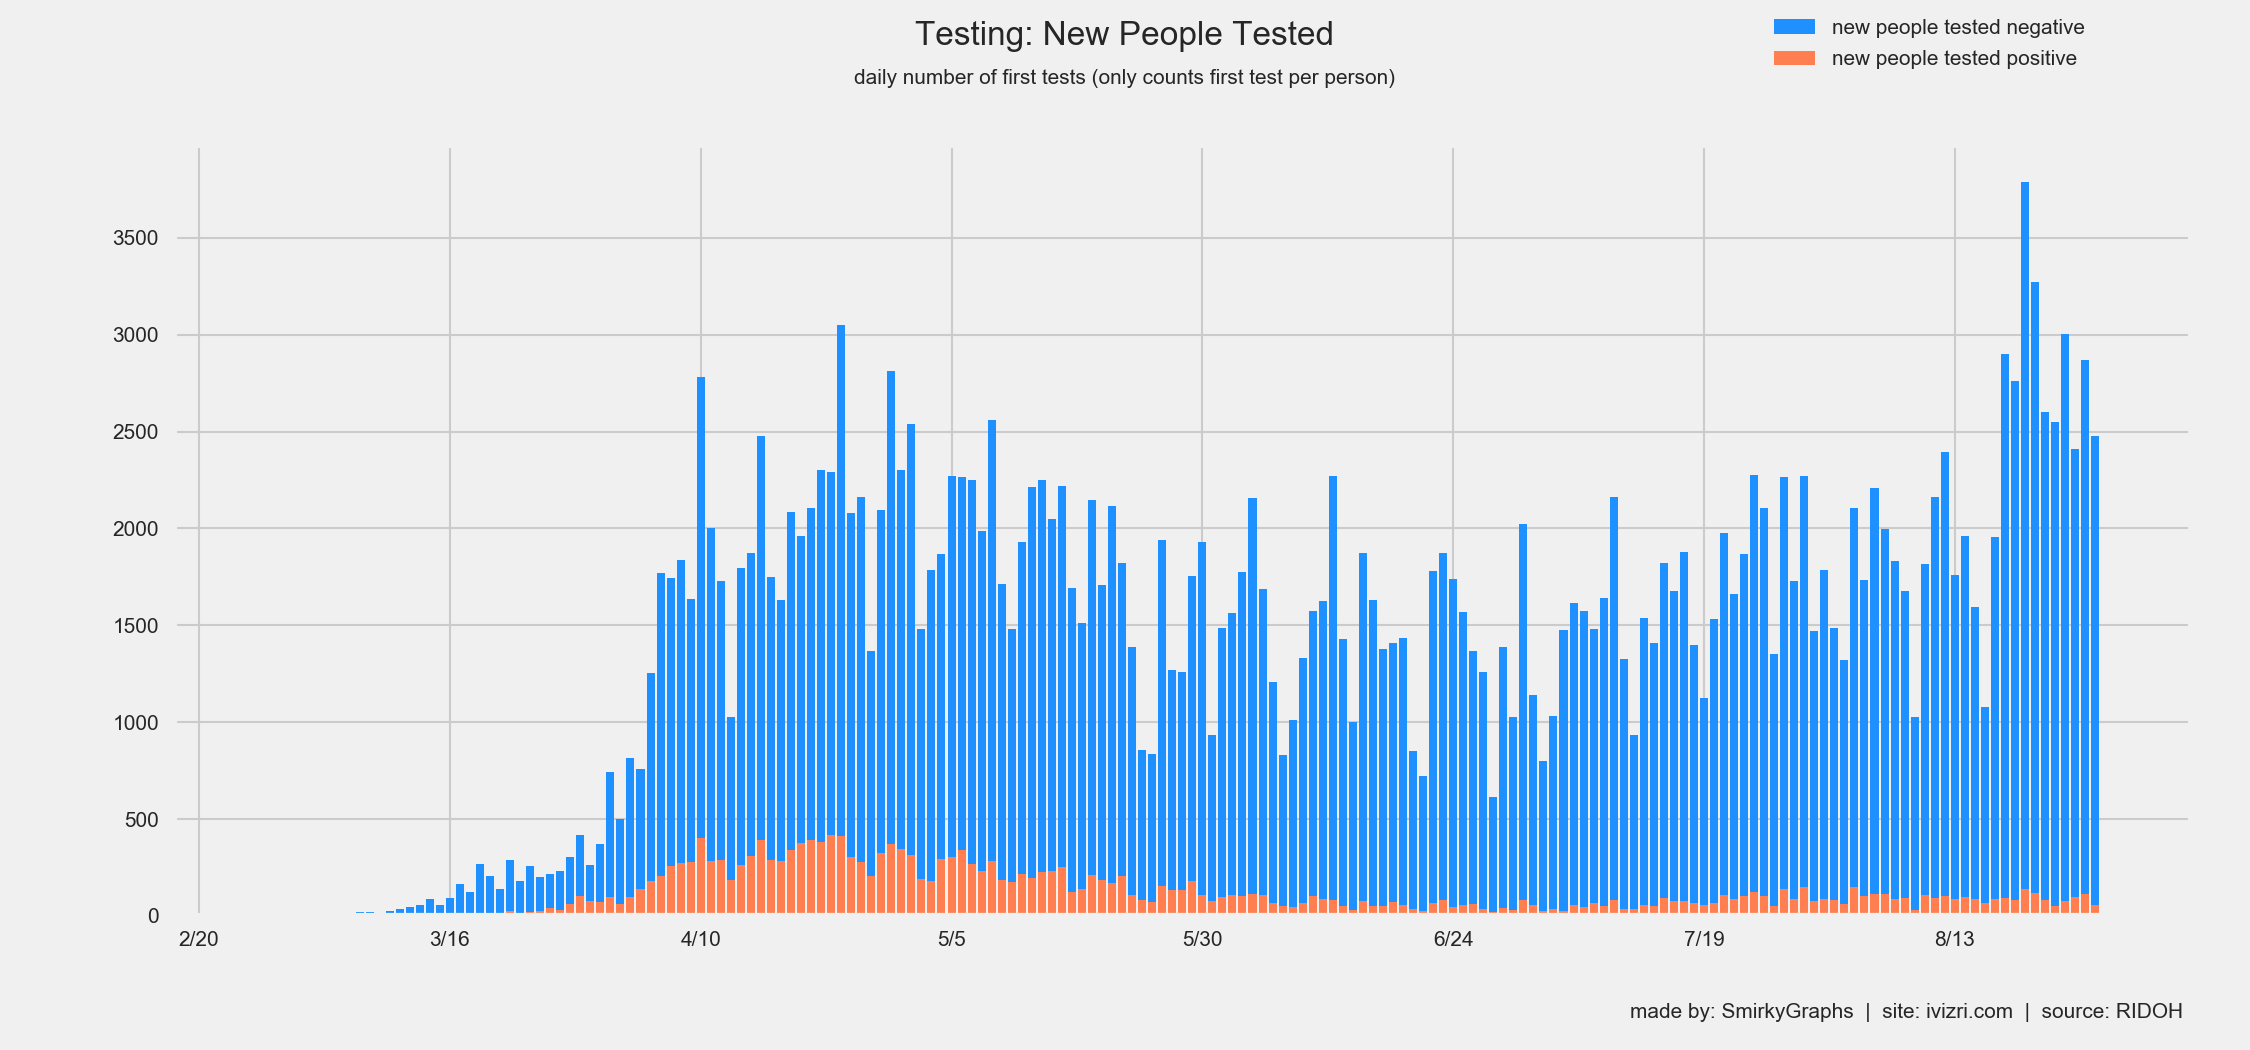 Testing: New People Tested
daily number of first tests (only counts first test per person)
new people tested negative
new people tested positive
3500
3000
2500
2000
1500
1000
500
0
2/20 3/16 4/10 5/5 5/30 6/24 7/19 8/13
made by: SmirkyGraphs | site: ivizri.com | source: RIDOH